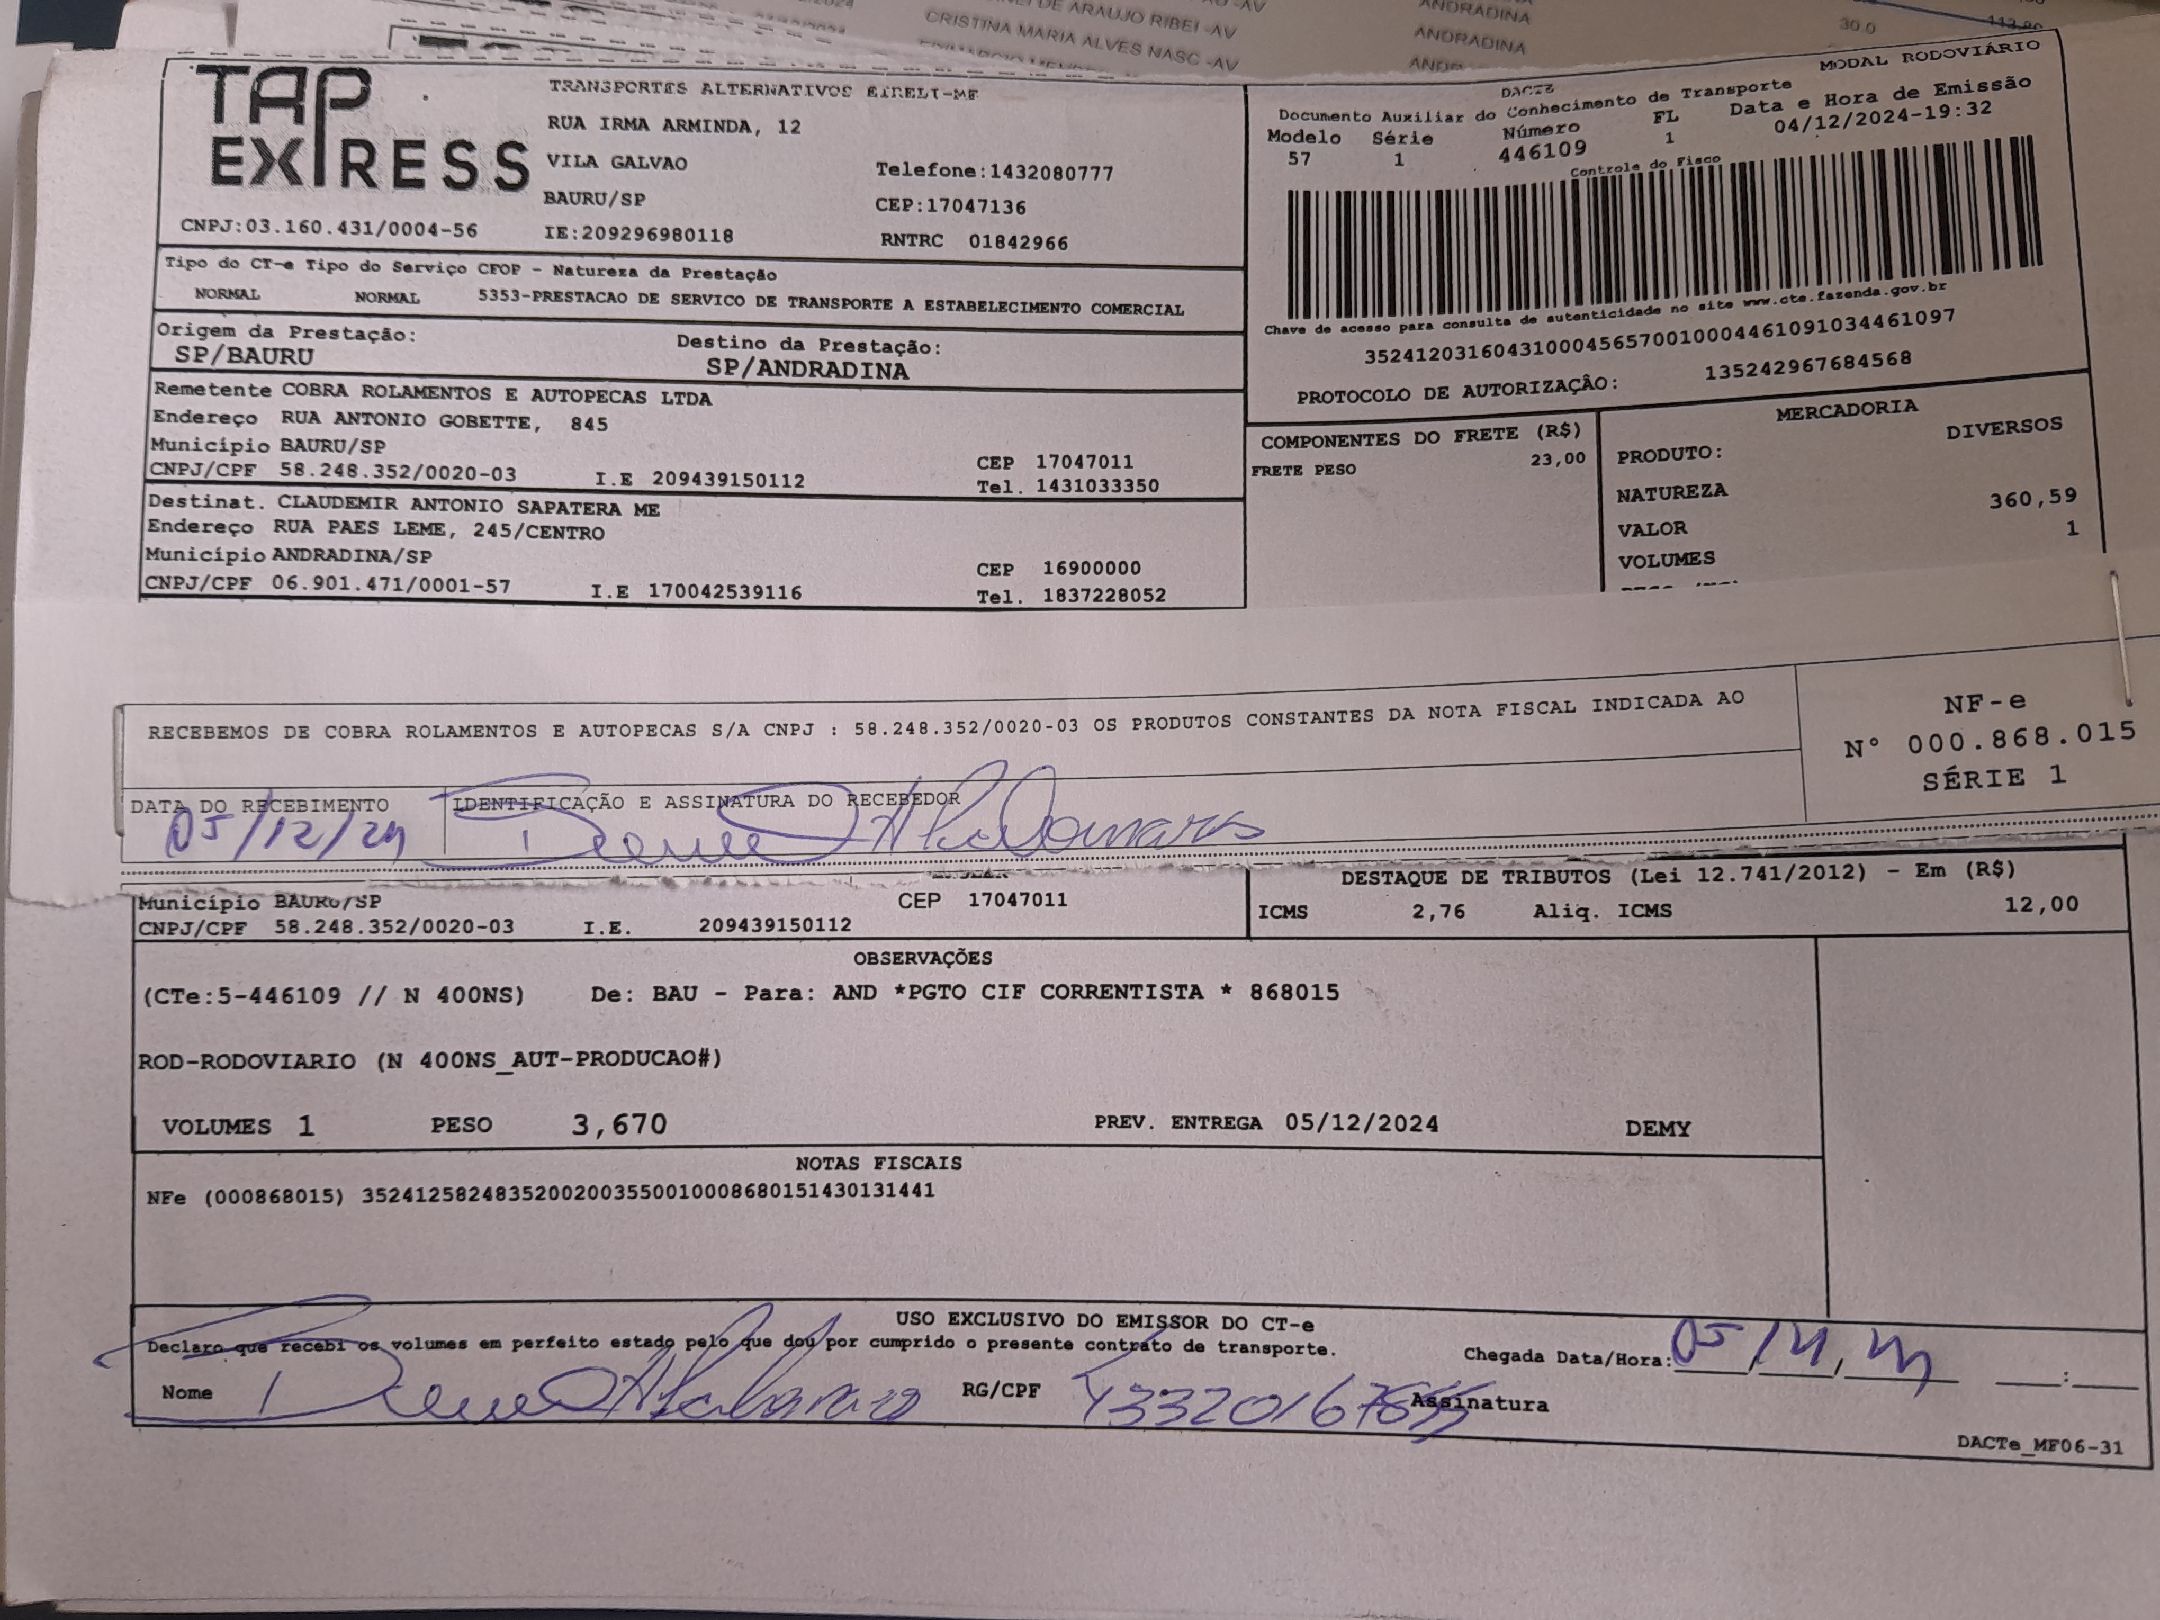 CRISTINA MARIA ALVES NASC -AV
ANDRADINA
ANDRADINA
30.0
TAP EXPRESS
TRANSPORTES ALTERNATIVOS EIRELI-ME
RUA IRMA ARMINDA, 12
VILA GALVAO
Telefone:1432080777
BAURU/SP
CEP:17047136
CNPJ:03.160.431/0004-56
IE:209296980118
RNTRC 01842966
MODAL RODOVIÁRIO
DACTE
Documento Auxiliar do Conhecimento de Transporte
Modelo Série Número FL Data e Hora de Emissão
57 1 446109 1 04/12/2024-19:32
Controle do Fisco
Chave de acesso para consulta de autenticidade no site www.cte.fazenda.gov.br
35241203160431000456570010004461091034461097
PROTOCOLO DE AUTORIZAÇÃO: 135242967684568
Tipo do CT-e Tipo do Serviço CFOP - Natureza da Prestação
NORMAL NORMAL 5353-PRESTACAO DE SERVICO DE TRANSPORTE A ESTABELECIMENTO COMERCIAL
Origem da Prestação: Destino da Prestação:
SP/BAURU SP/ANDRADINA
Remetente COBRA ROLAMENTOS E AUTOPECAS LTDA
Endereço RUA ANTONIO GOBETTE, 845
Município BAURU/SP CEP 17047011
CNPJ/CPF 58.248.352/0020-03 I.E 209439150112 Tel. 1431033350
Destinat. CLAUDEMIR ANTONIO SAPATERA ME
Endereço RUA PAES LEME, 245/CENTRO
Município ANDRADINA/SP CEP 16900000
CNPJ/CPF 06.901.471/0001-57 I.E 170042539116 Tel. 1837228052
COMPONENTES DO FRETE (R$)
FRETE PESO 23,00
MERCADORIA
PRODUTO: DIVERSOS
NATUREZA
VALOR 360,59
VOLUMES 1
RECEBEMOS DE COBRA ROLAMENTOS E AUTOPECAS S/A CNPJ : 58.248.352/0020-03 OS PRODUTOS CONSTANTES DA NOTA FISCAL INDICADA AO
NF-e
N° 000.868.015
SÉRIE 1
DATA DO RECEBIMENTO IDENTIFICAÇÃO E ASSINATURA DO RECEBEDOR
05/12/24
Município BAURU/SP CEP 17047011
CNPJ/CPF 58.248.352/0020-03 I.E. 209439150112
DESTAQUE DE TRIBUTOS (Lei 12.741/2012) - Em (R$)
ICMS 2,76 Aliq. ICMS 12,00
OBSERVAÇÕES
(CTe:5-446109 // N 400NS) De: BAU - Para: AND *PGTO CIF CORRENTISTA * 868015
ROD-RODOVIARIO (N 400NS_AUT-PRODUCAO#)
VOLUMES 1 PESO 3,670 PREV. ENTREGA 05/12/2024 DEMY
NOTAS FISCAIS
NFe (000868015) 35241258248352002003550010008680151430131441
USO EXCLUSIVO DO EMISSOR DO CT-e
Declaro que recebi os volumes em perfeito estado pelo que dou por cumprido o presente contrato de transporte.
Chegada Data/Hora:
Nome RG/CPF Assinatura
DACTe_MF06-31